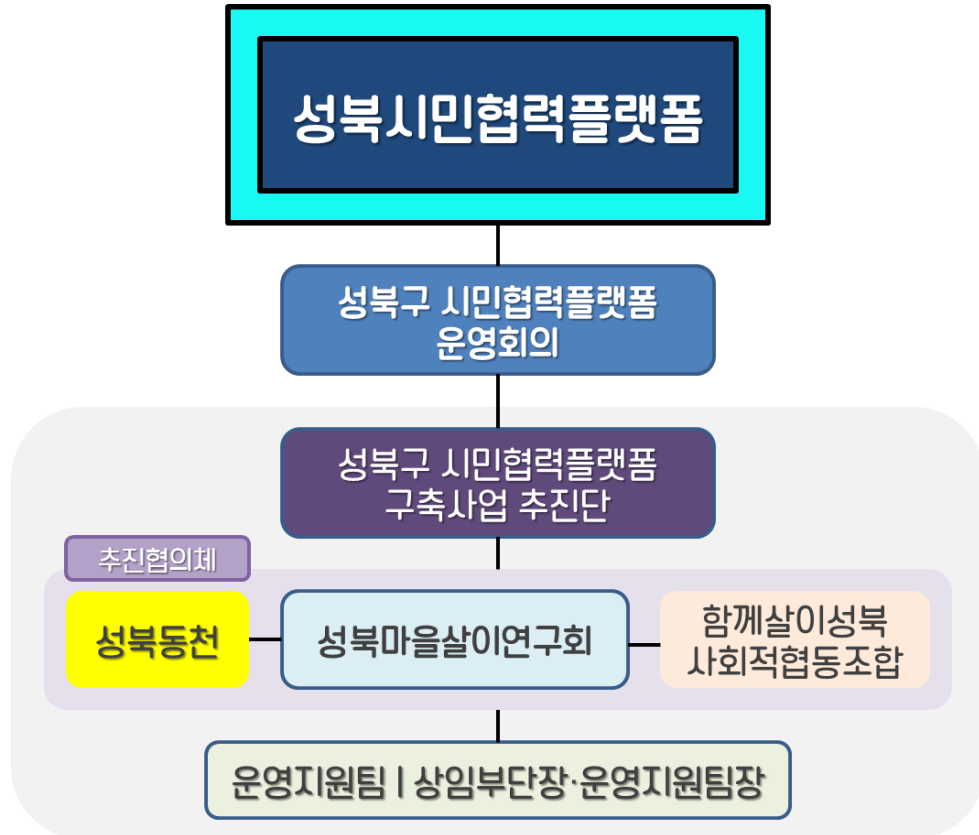 성북시민협력플랫폼
성북구 시민협력플랫폼
운영회의
성북구 시민협력플랫폼
구축사업 추진단
추진협의체
성북동천
성북마을살이연구회
함께살이성북
사회적협동조합
운영지원팀 | 상임부단장·운영지원팀장